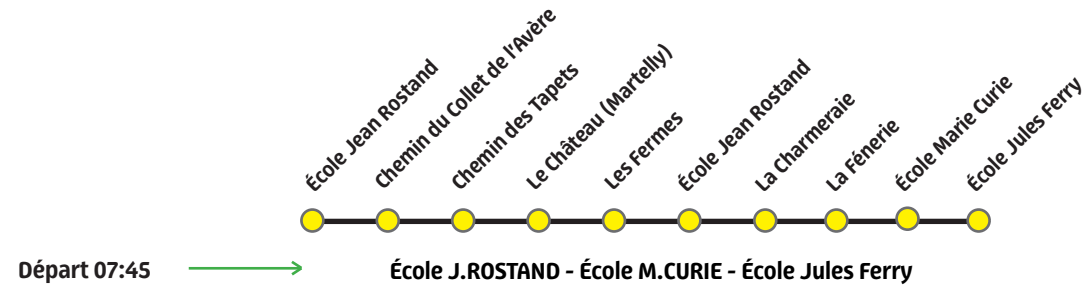 École Jean Rostand
Chemin du Collet de l'Avère
Chemin des Tapets
Le Château (Martelly)
Les Fermes
École Jean Rostand
La Charmeraie
La Fénerie
École Marie Curie
École Jules Ferry
Départ 07:45
École J.ROSTAND - École M.CURIE - École Jules Ferry